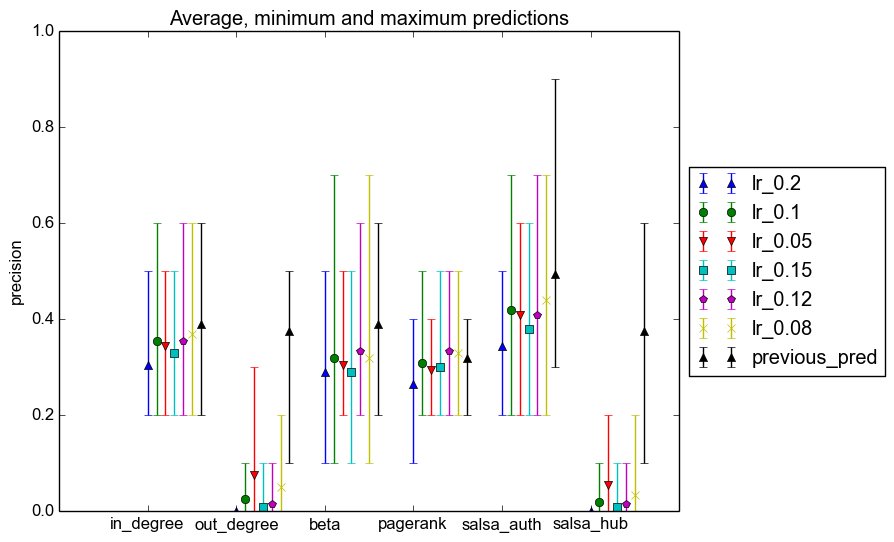 Average, minimum and maximum predictions
1.0
0.8
0.6
0.4
0.2
0.0
precision
in_degree out_degree beta pagerank salsa_auth salsa_hub
lr_0.2
lr_0.1
lr_0.05
lr_0.15
lr_0.12
lr_0.08
previous_pred